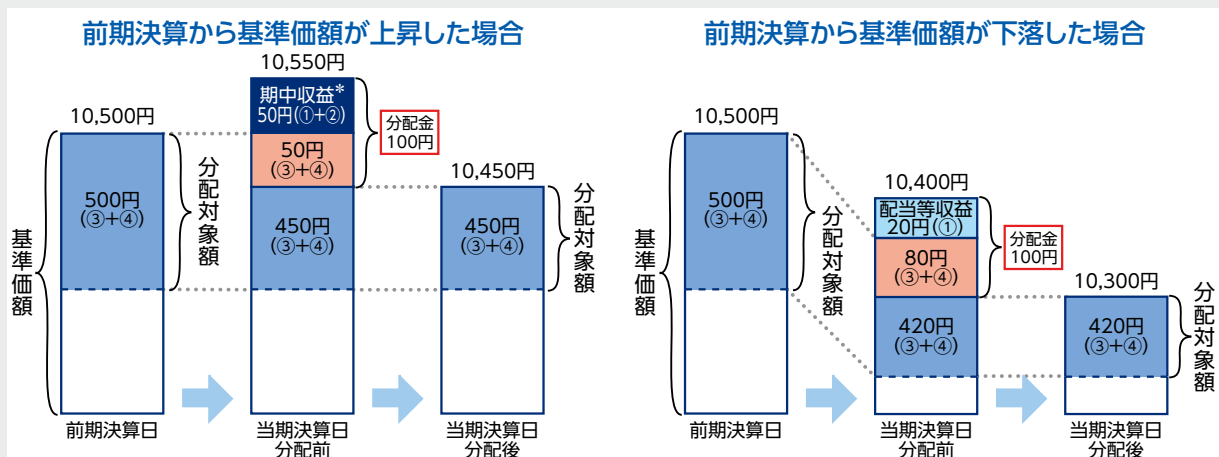 前期決算から基準価額が上昇した場合
10,550円
期中収益*
50円(①+②)
10,500円
分配金
100円
50円
(③+④)
10,450円
500円
(③+④)
分配対象額
450円
(③+④)
450円
(③+④)
分配対象額
基準価額
前期決算日
当期決算日
分配前
当期決算日
分配後
前期決算から基準価額が下落した場合
10,500円
500円
(③+④)
分配対象額
10,400円
配当等収益
20円(①)
分配金
100円
80円
(③+④)
10,300円
420円
(③+④)
420円
(③+④)
分配対象額
基準価額
前期決算日
当期決算日
分配前
当期決算日
分配後